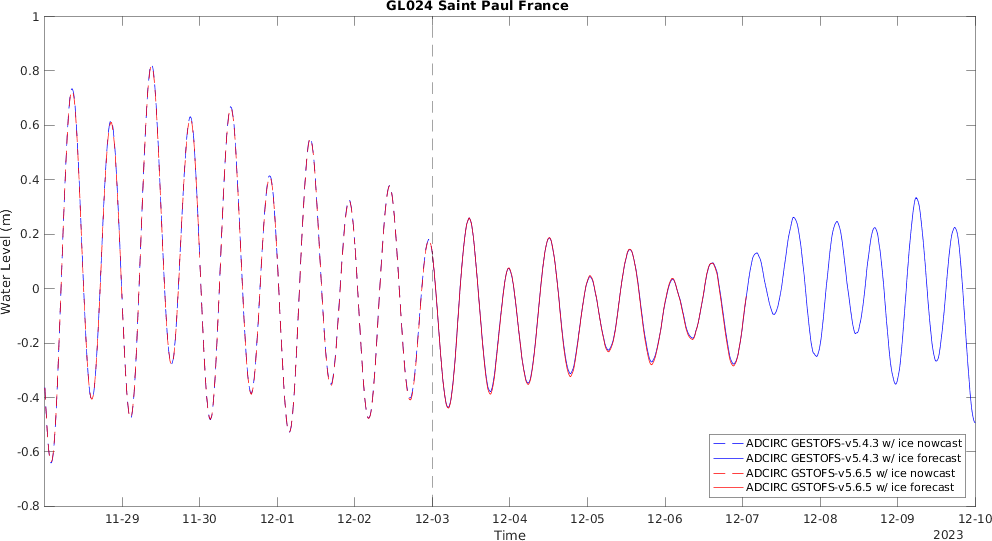 GL024 Saint Paul France
1
0.8
0.6
0.4
0.2
0
-0.2
-0.4
-0.6
-0.8
Water Level (m)
ADCIRC GESTOFS-v5.4.3 w/ ice nowcast
ADCIRC GESTOFS-v5.4.3 w/ ice forecast
ADCIRC GSTOFS-v5.6.5 w/ ice nowcast
ADCIRC GSTOFS-v5.6.5 w/ ice forecast
11-29 11-30 12-01 12-02 12-03 12-04 12-05 12-06 12-07 12-08 12-09 12-10
Time
2023